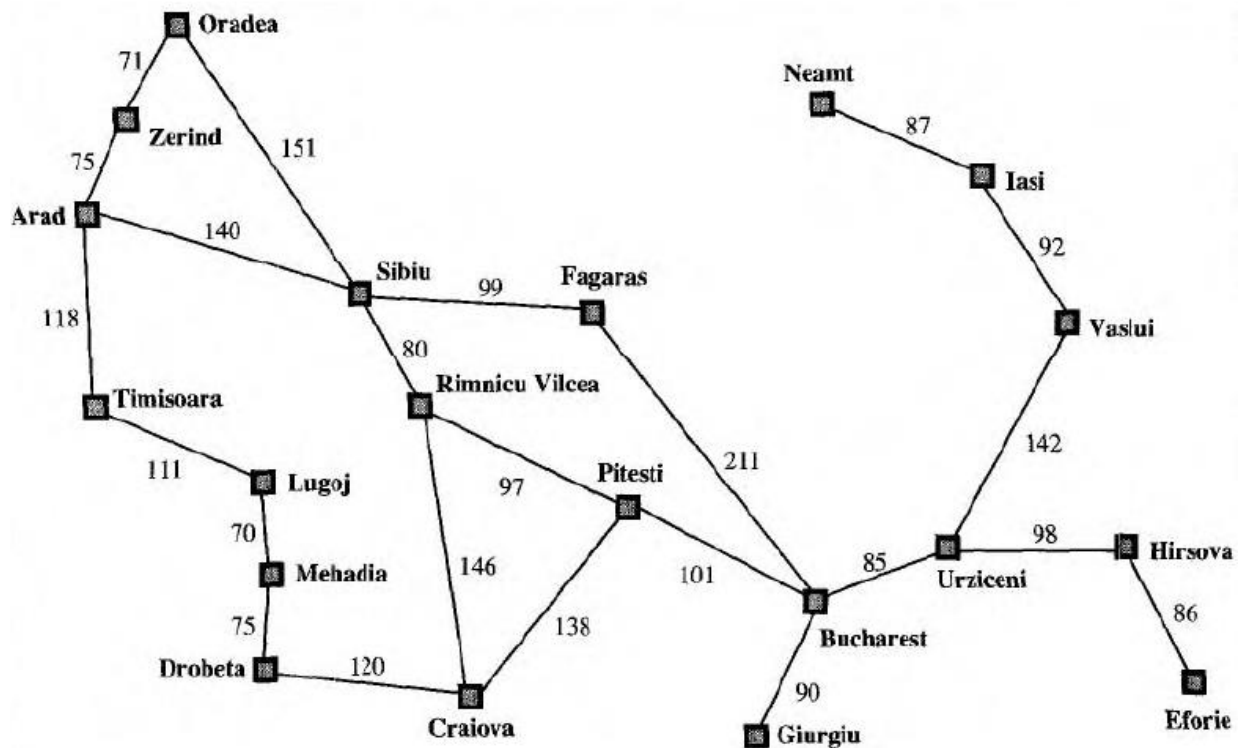 Oradea
71
Neamt
87
Zerind
151
75
Iasi
Arad
140
92
Sibiu
Fagaras
99
118
Vaslui
80
Rimnicu Vilcea
Timisoara
142
111
Lugoj
97
Pitesti
211
70
98
Hirsova
Mehadia
146
101
85
Urziceni
86
75
138
Bucharest
Drobeta
120
90
Craiova
Giurgiu
Eforie